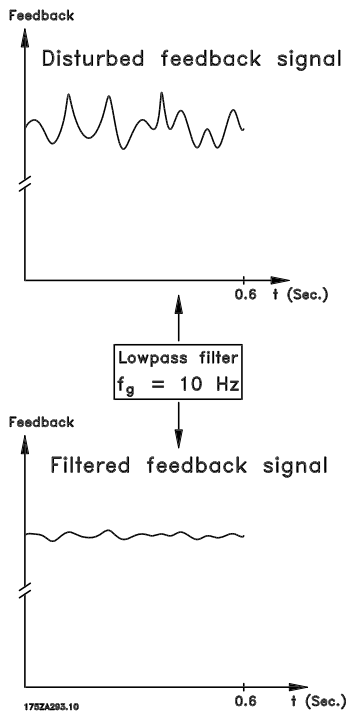 Feedback
Disturbed feedback signal
0.6 t (Sec.)
Lowpass filter
fg = 10 Hz
Feedback
Filtered feedback signal
0.6 t (Sec.)
175ZA293.10